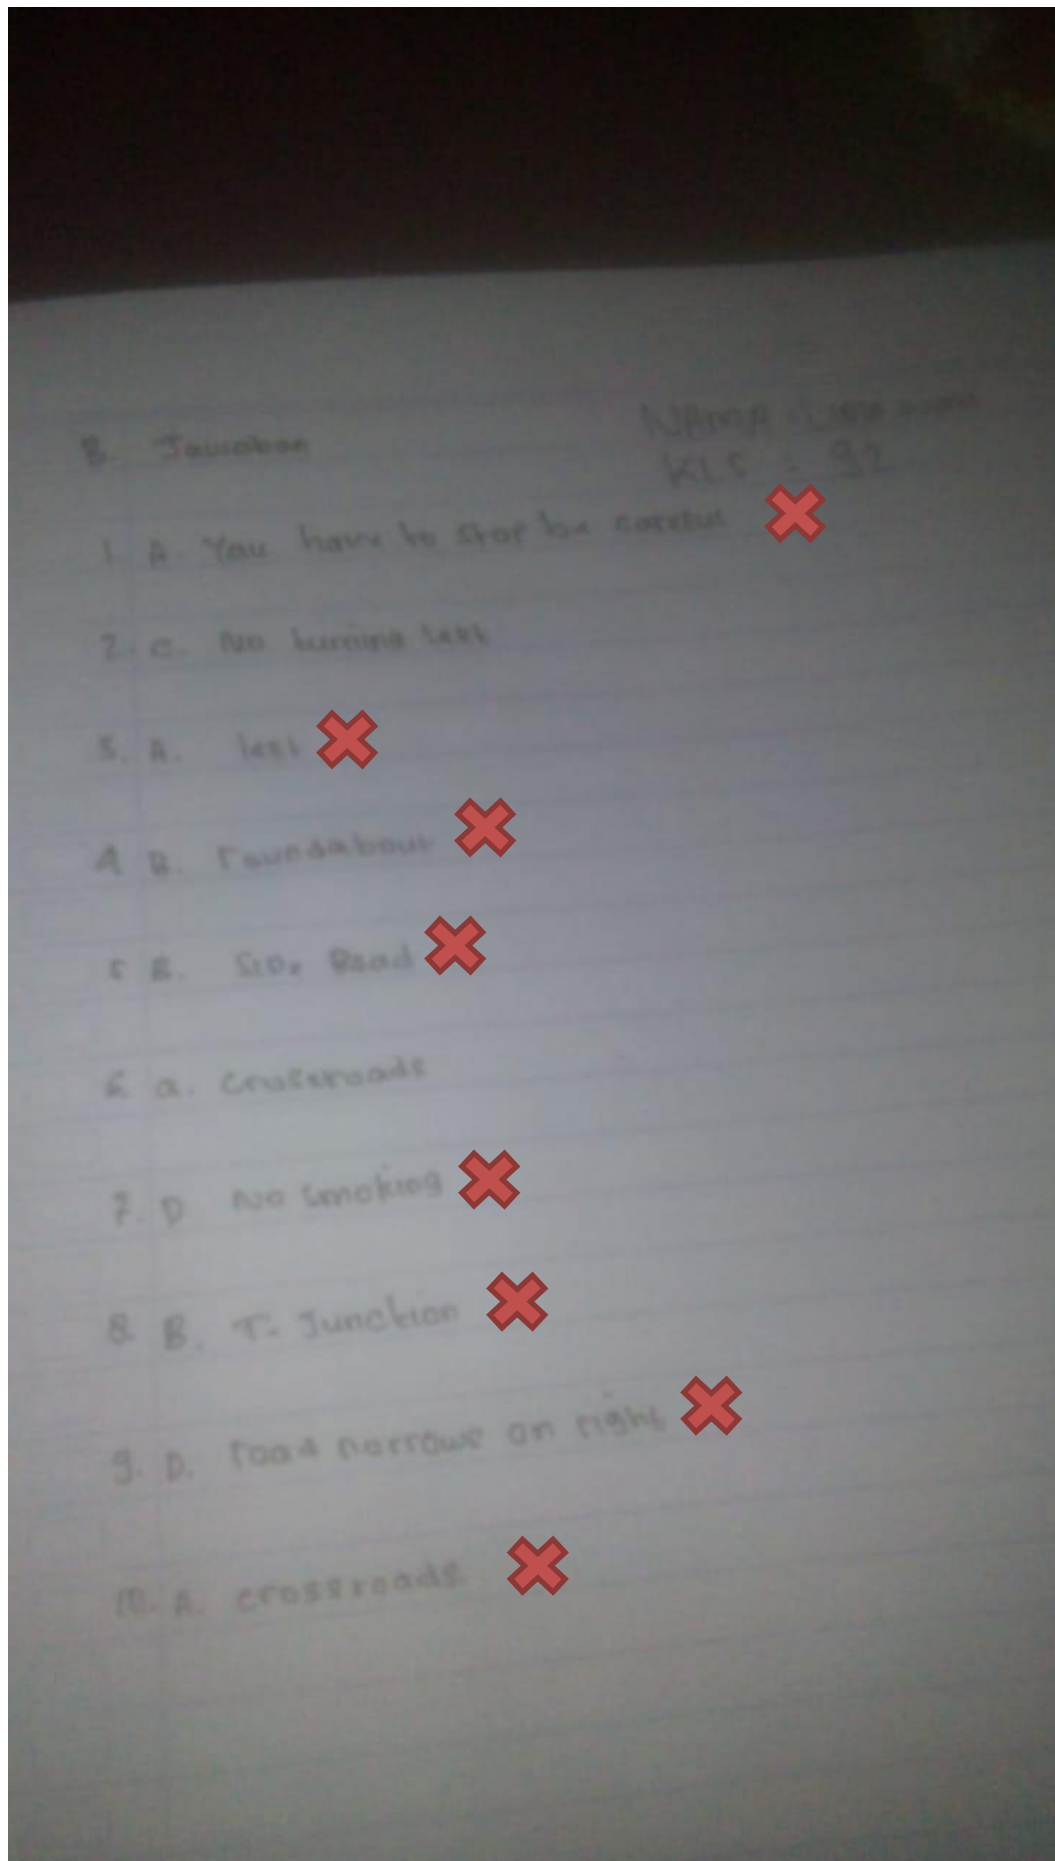 B. Jawaban
NAMA :
KLS : 92
1. A. You have to stop be careful
2. C. No turning left
3. A. left
4 B. roundabout
5 B. Side Road
6 a. crossroads
7. D No smoking
8. B. T- Junction
9. D. road narrows on right
10. A. crossroads.